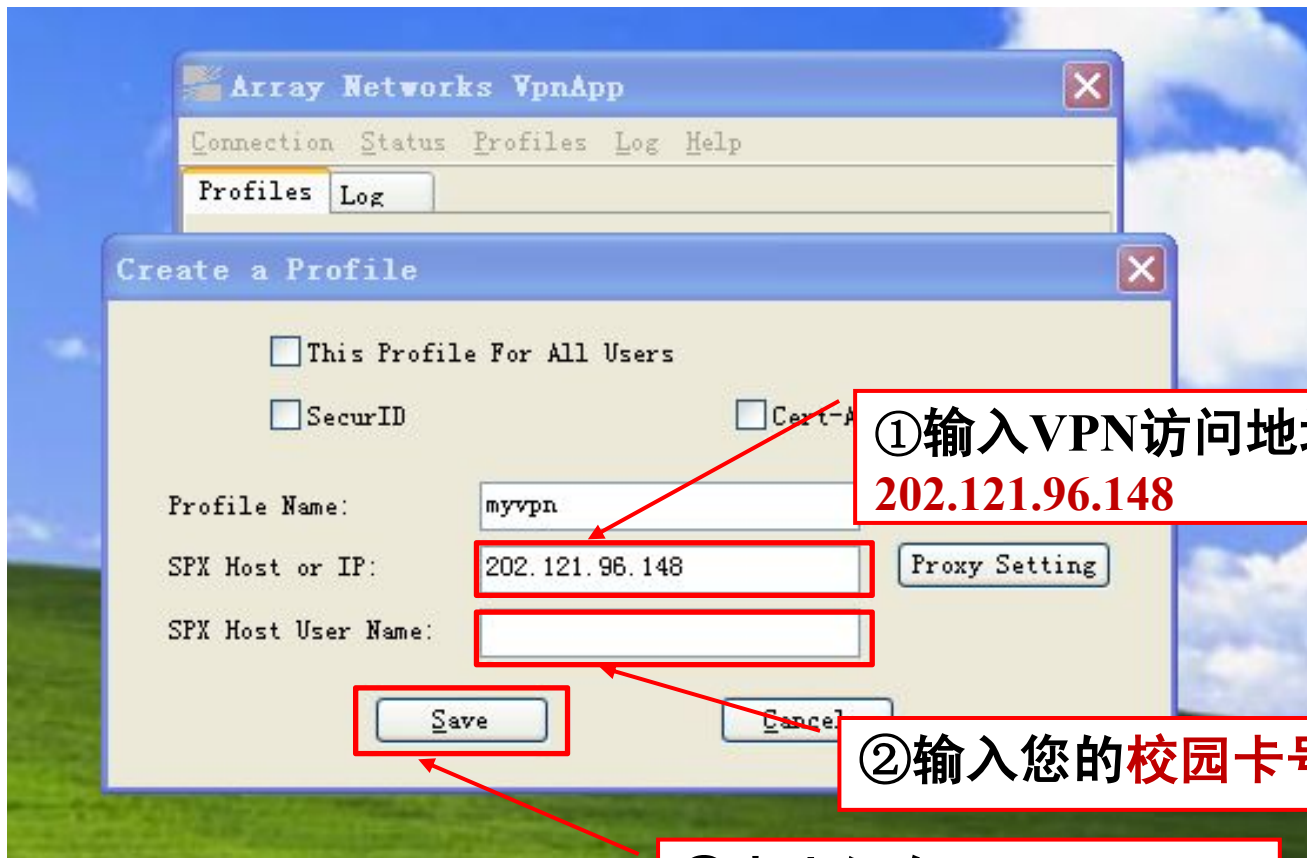 Array Networks VpnApp
Connection Status Profiles Log Help
Profiles Log
Create a Profile
This Profile For All Users
SecurID
①输入VPN访问地
202.121.96.148
Profile Name: myvpn
SPX Host or IP: 202.121.96.148 Proxy Setting
SPX Host User Name:
Save Cancel
②输入您的校园卡号